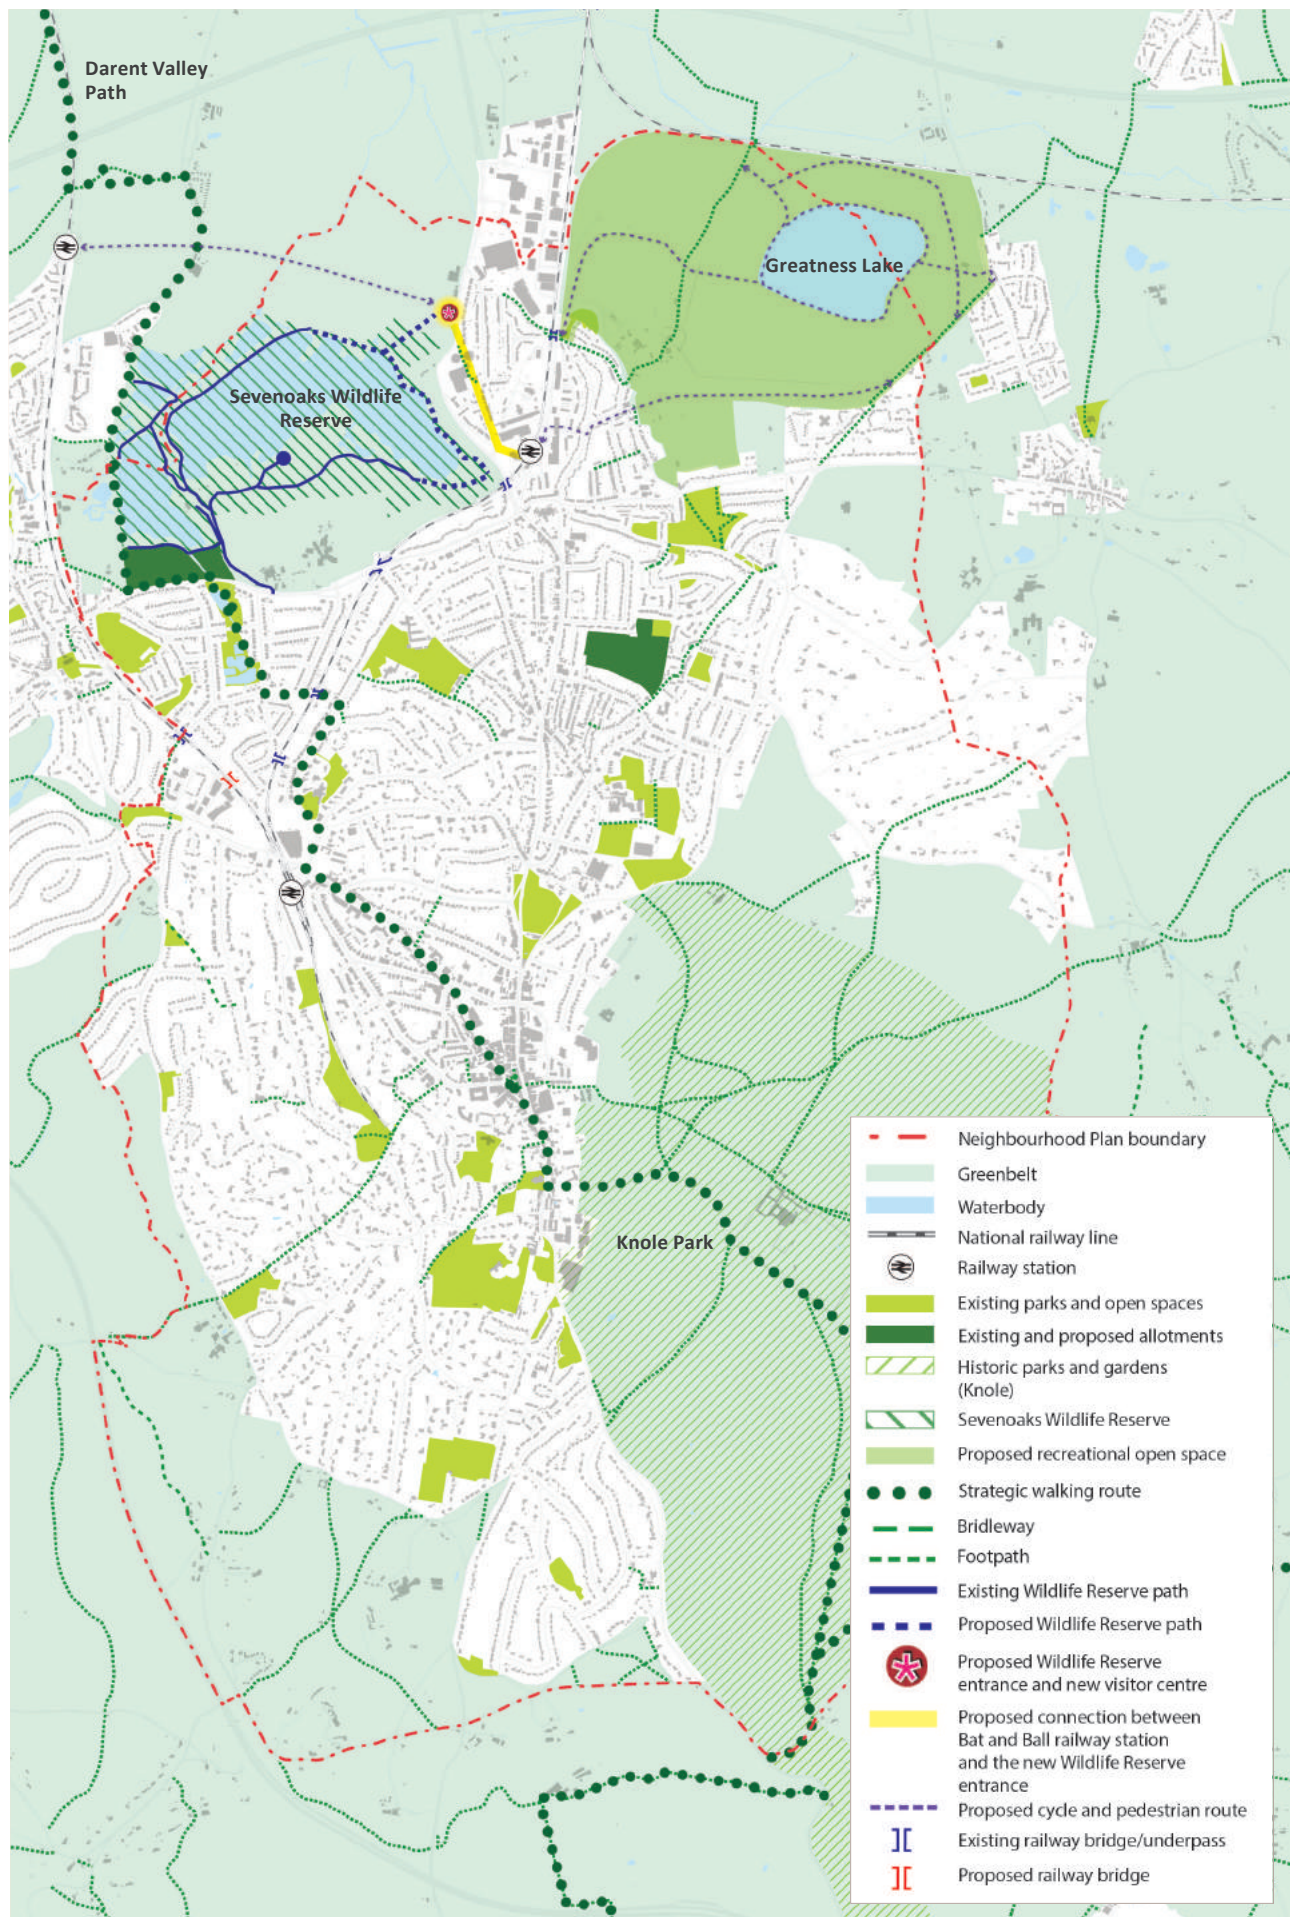 Darent Valley
Path
Greatness Lake
Sevenoaks Wildlife
Reserve
Knole Park
Neighbourhood Plan boundary
Greenbelt
Waterbody
National railway line
Railway station
Existing parks and open spaces
Existing and proposed allotments
Historic parks and gardens
(Knole)
Sevenoaks Wildlife Reserve
Proposed recreational open space
Strategic walking route
Bridleway
Footpath
Existing Wildlife Reserve path
Proposed Wildlife Reserve path
Proposed Wildlife Reserve
entrance and new visitor centre
Proposed connection between
Bat and Ball railway station
and the new Wildlife Reserve
entrance
Proposed cycle and pedestrian route
Existing railway bridge/underpass
Proposed railway bridge